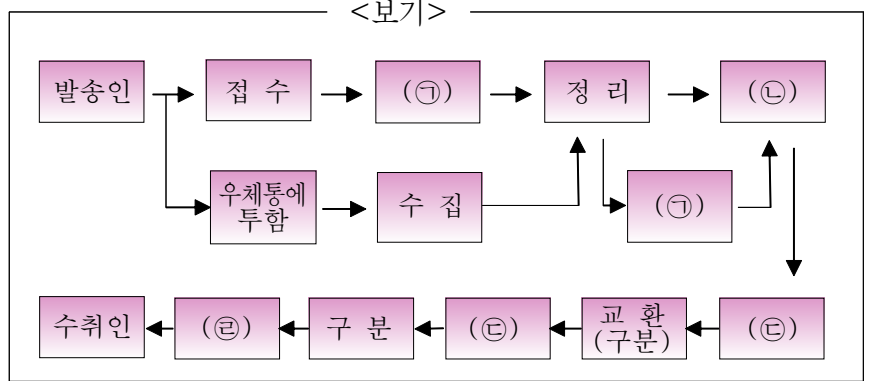 <보기>
발송인
접 수
(㉠)
정 리
(㉡)
우체통에
투함
수 집
(㉠)
수취인
(㉣)
구 분
(㉢)
교 환
(구분)
(㉢)